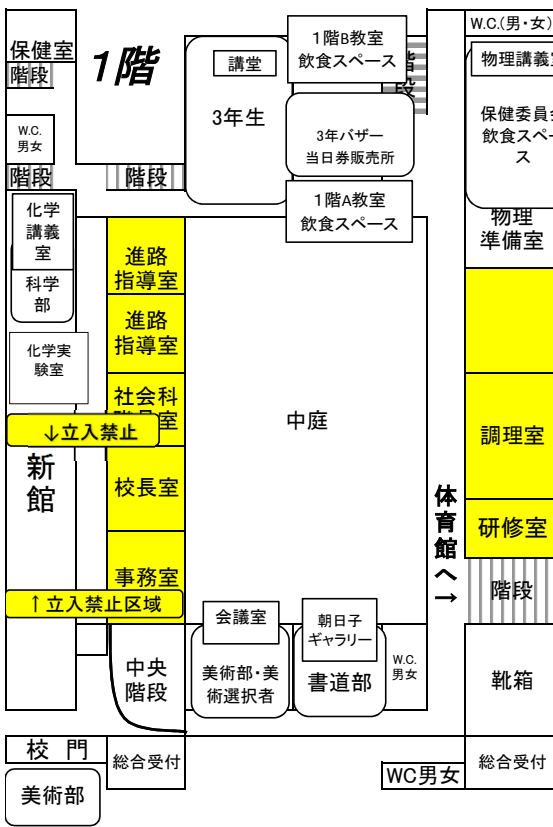 W.C.(男・女)
1階
保健室
階段
W.C.
男女
階段
階段
講堂
3年生
1階B教室
飲食スペース
階
段
3年バザー
当日券販売所
1階A教室
飲食スペース
物理講義
保健委員
飲食スペー
ス
物理
準備室
化学
講義
室
科学
部
化学実
験室
進路
指導室
進路
指導室
社会科
室
↓立入禁止
新
館
校長室
事務室
↑立入禁止区域
中庭
調理室
研修室
階段
体
育
館
へ
→
会議室
美術部・美
術選択者
朝日子
ギャラリー
書道部
W.C.
男女
中央
階段
靴箱
校 門
総合受付
WC男女
総合受付
美術部